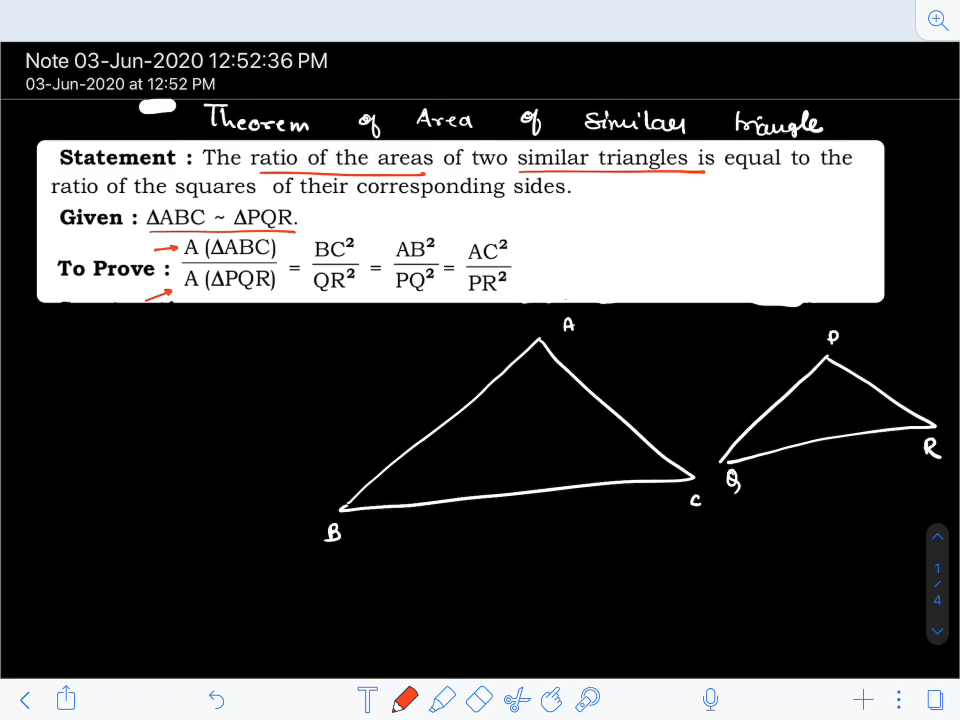 Note 03-Jun-2020 12:52:36 PM
03-Jun-2020 at 12:52 PM
Theorem of Area of Similar triangle
Statement : The ratio of the areas of two similar triangles is equal to the
ratio of the squares of their corresponding sides.
Given : ΔABC ~ ΔPQR.
To Prove : A (ΔABC) / A (ΔPQR) = BC² / QR² = AB² / PQ² = AC² / PR²
A
P
B
C
Q
R
1
/
4
T